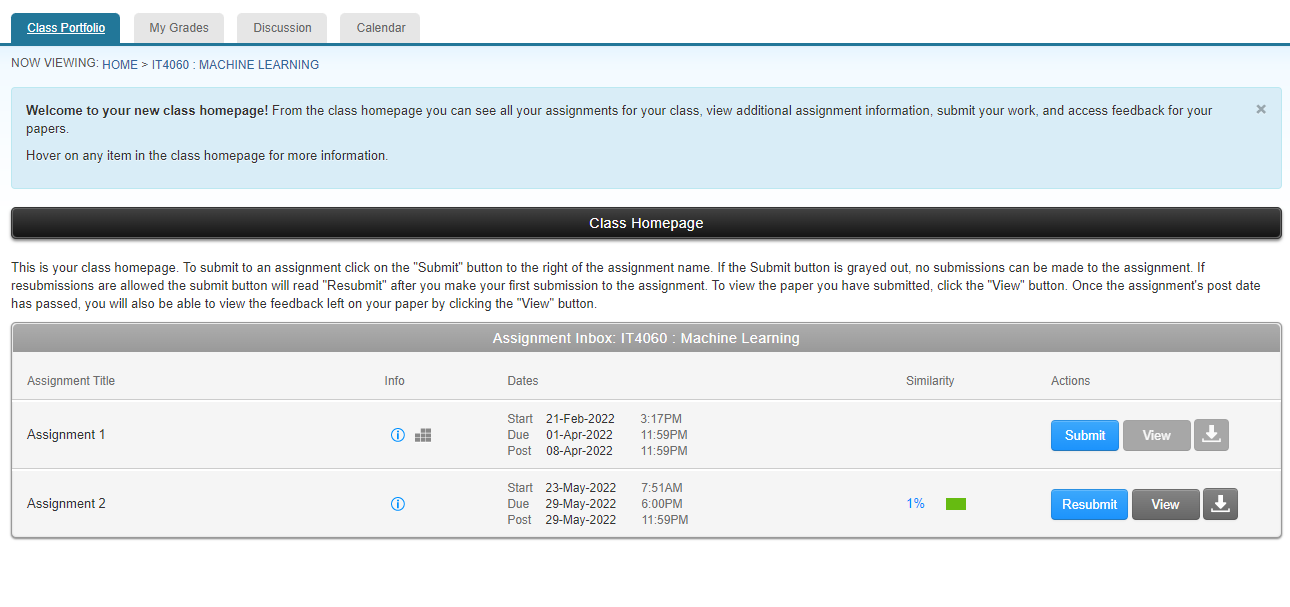 Class Portfolio My Grades Discussion Calendar
NOW VIEWING: HOME > IT4060 : MACHINE LEARNING
Welcome to your new class homepage! From the class homepage you can see all your assignments for your class, view additional assignment information, submit your work, and access feedback for your
papers.
×
Hover on any item in the class homepage for more information.
Class Homepage
This is your class homepage. To submit to an assignment click on the "Submit" button to the right of the assignment name. If the Submit button is grayed out, no submissions can be made to the assignment. If
resubmissions are allowed the submit button will read "Resubmit" after you make your first submission to the assignment. To view the paper you have submitted, click the "View" button. Once the assignment's post date
has passed, you will also be able to view the feedback left on your paper by clicking the "View" button.
Assignment Inbox: IT4060 : Machine Learning
Assignment Title Info Dates Similarity Actions
Start 21-Feb-2022 3:17PM
Assignment 1 Due 01-Apr-2022 11:59PM Submit View
Post 08-Apr-2022 11:59PM
Start 23-May-2022 7:51AM
Assignment 2 Due 29-May-2022 6:00PM 1% Resubmit View
Post 29-May-2022 11:59PM